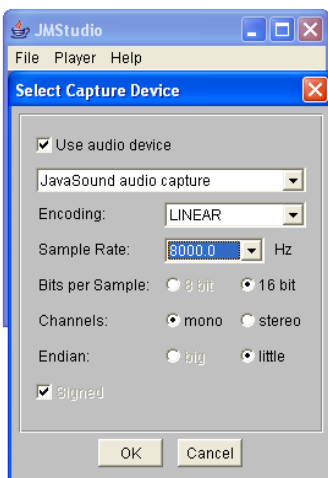 JMStudio
File Player Help
Select Capture Device
Use audio device
JavaSound audio capture
Encoding: LINEAR
Sample Rate: 8000.0 Hz
Bits per Sample: 8 bit 16 bit
Channels: mono stereo
Endian: big little
Signed
OK Cancel